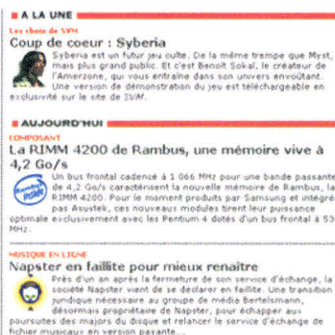 A LA UNE
Les choix de SVM
Coup de coeur : Syberia
Syberia est un futur jeu culte. De la même trempe que Myst,
mais plus grand public. Et c'est Benoît Sokal, le créateur de
l'Amerzone, qui vous entraîne dans son univers envoûtant.
Une version de démonstration du jeu est téléchargeable en
exclusivité sur le site de SVM.
AUJOURD'HUI
COMPOSANT
La RIMM 4200 de Rambus, une mémoire vive à
4,2 Go/s
Un bus frontal cadencé à 1 066 MHz pour une bande passante
de 4,2 Go/s caractérisent la nouvelle mémoire de Rambus, la
RIMM 4200. Pour le moment produits par Samsung et intégré
pas Asustek, ces nouveaux modules tirent leur puissance
optimale exclusivement avec les Pentium 4 dotés d'un bus frontal à 53
MHz.
MUSIQUE EN LIGNE
Napster en faillite pour mieux renaître
Près d'un an après la fermeture de son service d'échange, la
société Napster vient de se déclarer en faillite. Une transition
juridique nécessaire au groupe de média Bertelsmann,
désormais propriétaire de Napster, pour échapper aux
poursuites des majors du disque et relancer le service d'échange de
fichier musicaux en version payante...